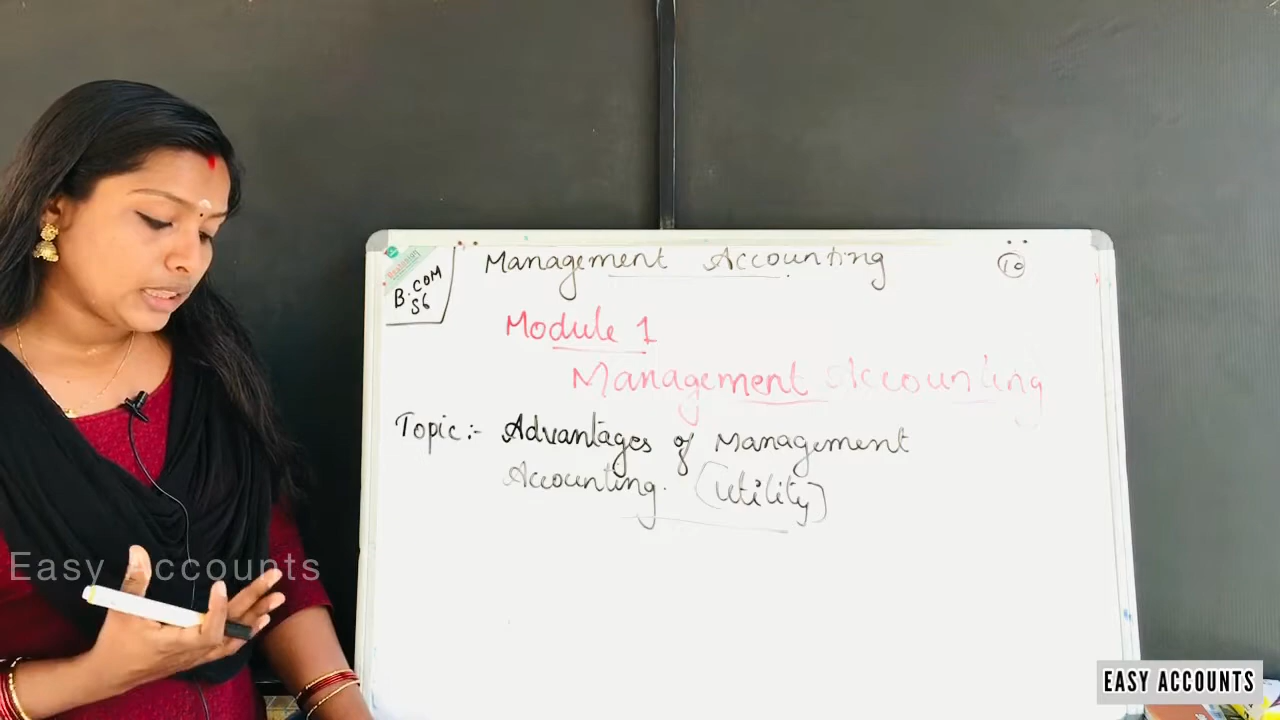 Management Accounting
10
B.COM
S6
Module 1
Management Accounting
Topic:- Advantages of Management
Accounting. [Utility]
Easy Accounts
EASY ACCOUNTS